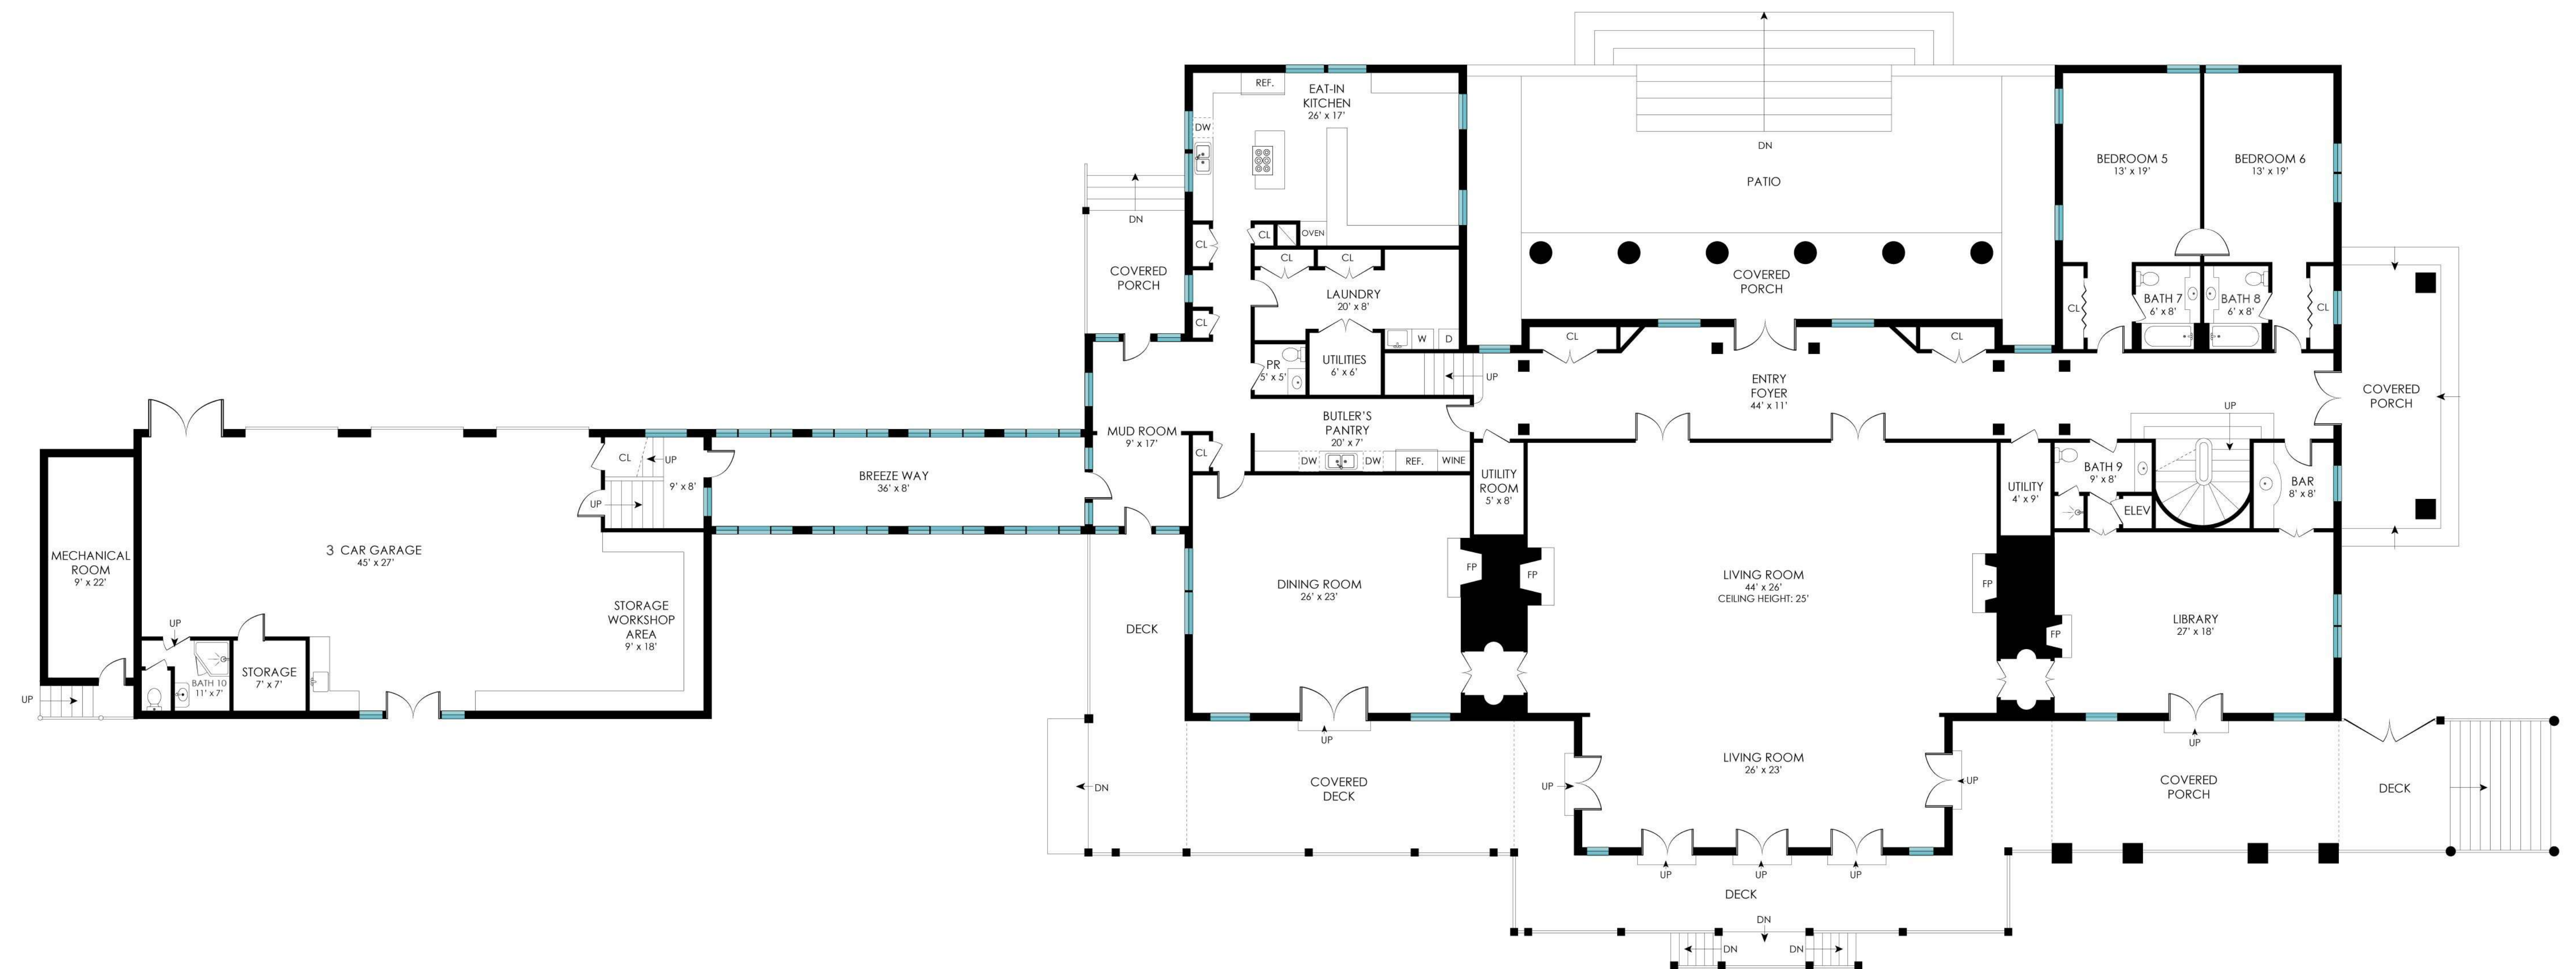 REF.
EAT-IN
KITCHEN
26' x 17'
DW
OVEN
CL
CL
CL
CL
CL
LAUNDRY
20' x 8'
W
D
UTILITIES
6' x 6'
PR
5' x 5'
UP
DN
COVERED
PORCH
DN
PATIO
COVERED
PORCH
CL
CL
ENTRY
FOYER
44' x 11'
BEDROOM 5
13' x 19'
BEDROOM 6
13' x 19'
CL
BATH 7
6' x 8'
BATH 8
6' x 8'
CL
COVERED
PORCH
UP
MUD ROOM
9' x 17'
CL
BUTLER'S
PANTRY
20' x 7'
DW
DW
REF.
WINE
UTILITY
ROOM
5' x 8'
UTILITY
4' x 9'
BATH 9
9' x 8'
ELEV
BAR
8' x 8'
CL
UP
9' x 8'
UP
BREEZE WAY
36' x 8'
MECHANICAL
ROOM
9' x 22'
3 CAR GARAGE
45' x 27'
STORAGE
WORKSHOP
AREA
9' x 18'
UP
BATH 10
11' x 7'
STORAGE
7' x 7'
UP
DECK
DINING ROOM
26' x 23'
FP
FP
LIVING ROOM
44' x 26'
CEILING HEIGHT: 25'
FP
FP
LIBRARY
27' x 18'
UP
UP
DN
COVERED
DECK
UP
LIVING ROOM
26' x 23'
UP
COVERED
PORCH
DECK
UP
UP
UP
DECK
DN
DN
DN